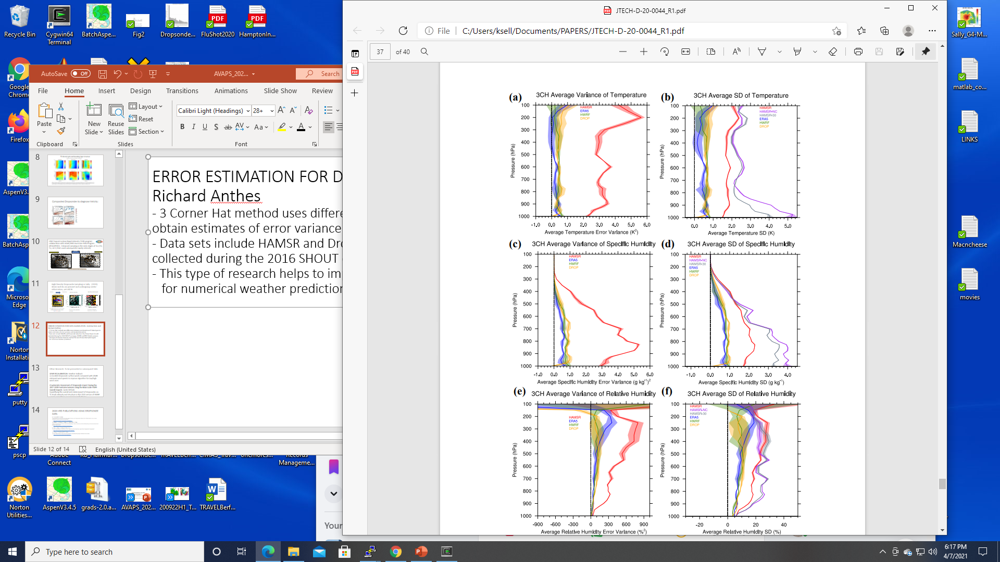 Recycle Bin
Cygwin64
Terminal
BatchAspe...
Fig2
Dropsonde...
FluShot2020
HamptonIn...
Google
Chrome
Firefox
AspenV3...
BatchAsp
Microso
Edge
Norton
Installati
putty
pscp
Adobe
Connect
Records
Manageme...
Norton
Utilities...
AspenV3.4.5
grads-2.0.a...
AVAPS_202...
200922H1_T...
TRAVELBerf...
Sally_G4-M...
matlab_co...
LINKS
Macncheese
movies
AutoSave
Off
AVAPS_202...
Search
File
Home
Insert
Design
Transitions
Animations
Slide Show
Review
Paste
New
Slide
Reuse
Slides
Layout
Reset
Section
Calibri Light (Headings)
28+
Clipboard
Slides
Font
8
9
Composited Dropsondes to diagnose Helicity:
10
11
12
13
14
2020 HRD PUBLICATIONS USING DROPSONDE
DATA
ERROR ESTIMATION FOR D
Richard Anthes
- 3 Corner Hat method uses differe
obtain estimates of error variance
- Data sets include HAMSR and Dro
collected during the 2016 SHOUT
- This type of research helps to im
for numerical weather prediction
Slide 12 of 14
English (United States)
Your
JTECH-D-20-0044_R1.pdf
File
C:/Users/ksell/Documents/PAPERS/JTECH-D-20-0044_R1.pdf
37
of 40
(a)
3CH Average Variance of Temperature
HAMSR
ERA5
HWRF
DROP
100
200
300
400
500
600
700
800
900
1000
Pressure (hPa)
-1.0 0.0 1.0 2.0 3.0 4.0 5.0 6.0
Average Temperature Error Variance (K²)
(b)
3CH Average SD of Temperature
HAMSR
HAMSR-NC
HAMSR-30
ERA5
HWRF
DROP
100
200
300
400
500
600
700
800
900
1000
Pressure (hPa)
0.0 1.0 2.0 3.0 4.0 5.0
Average Temperature SD (K)
(c)
3CH Average Variance of Specific Humidity
HAMSR
ERA5
HWRF
DROP
100
200
300
400
500
600
700
800
900
1000
Pressure (hPa)
-1.0 0.0 1.0 2.0 3.0 4.0 5.0 6.0
Average Specific Humidity Error Variance (g kg⁻¹)²
(d)
3CH Average SD of Specific Humidity
HAMSR
HAMSR-NC
HAMSR-30
ERA5
HWRF
DROP
100
200
300
400
500
600
700
800
900
1000
Pressure (hPa)
-1.0 0.0 1.0 2.0 3.0 4.0
Average Specific Humidity SD (g kg⁻¹)
(e)
3CH Average Variance of Relative Humidity
HAMSR
ERA5
HWRF
DROP
100
200
300
400
500
600
700
800
900
1000
Pressure (hPa)
-900 -600 -300 0 300 600 900
Average Relative Humidity Error Variance (%²)
(f)
3CH Average SD of Relative Humidity
HAMSR
HAMSR-NC
HAMSR-30
ERA5
HWRF
DROP
100
200
300
400
500
600
700
800
900
1000
Pressure (hPa)
-20 0 20 40
Average Relative Humidity SD (%)
Type here to search
6:17 PM
4/7/2021